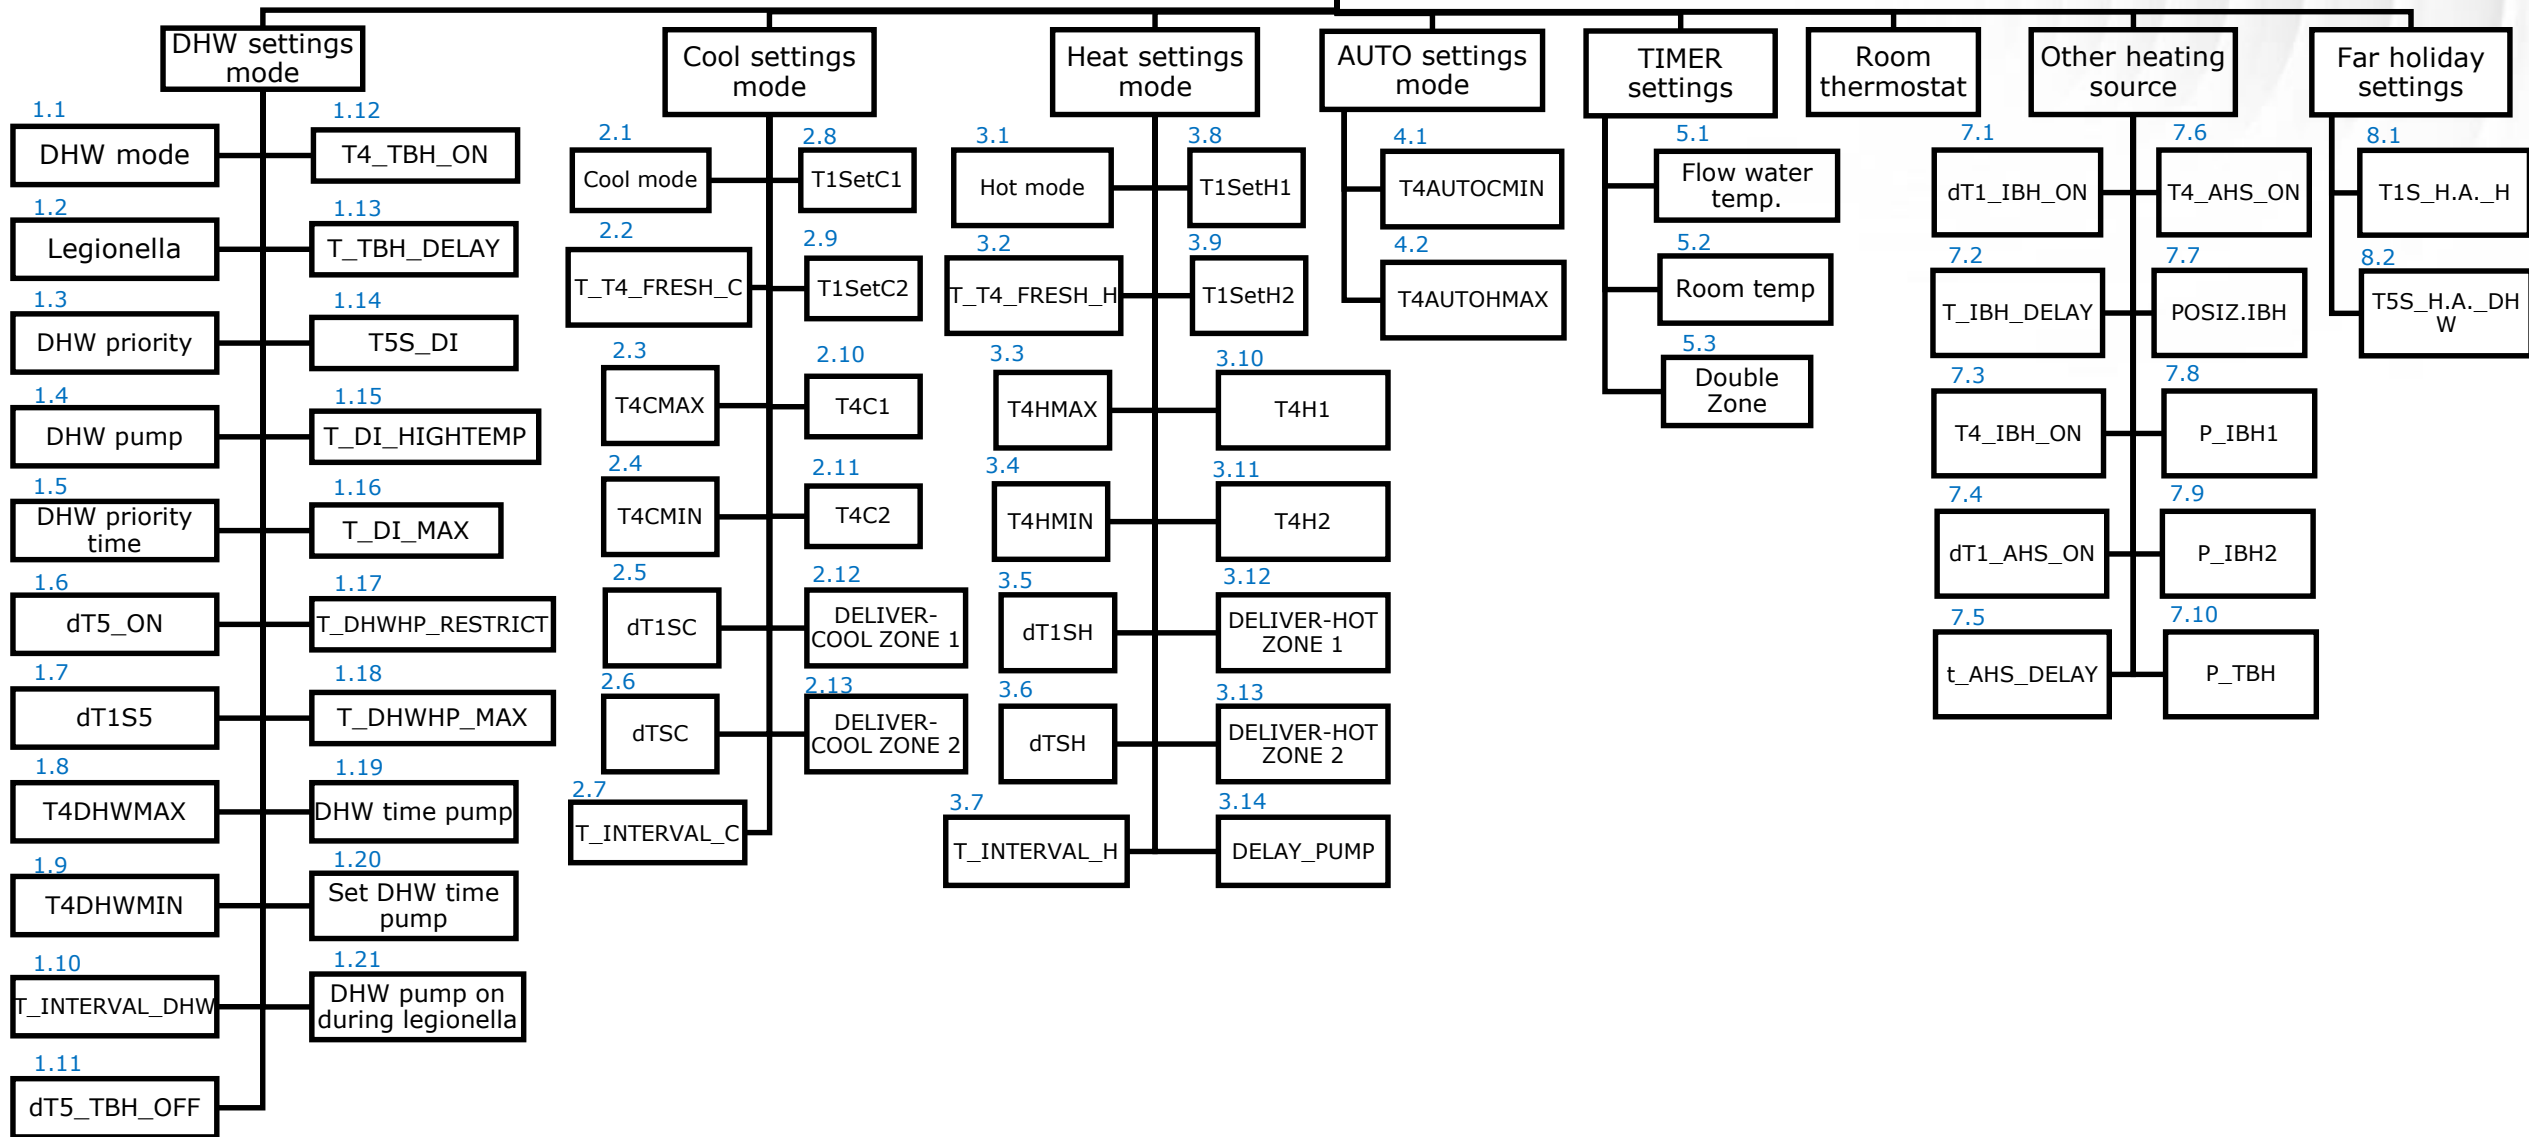 DHW settings
mode
1.1
DHW mode
1.2
Legionella
1.3
DHW priority
1.4
DHW pump
1.5
DHW priority
time
1.6
dT5_ON
1.7
dT1S5
1.8
T4DHWMAX
1.9
T4DHWMIN
1.10
T_INTERVAL_DHW
1.11
dT5_TBH_OFF
1.12
T4_TBH_ON
1.13
T_TBH_DELAY
1.14
T5S_DI
1.15
T_DI_HIGHTEMP
1.16
T_DI_MAX
1.17
T_DHWHP_RESTRICT
1.18
T_DHWHP_MAX
1.19
DHW time pump
1.20
Set DHW time
pump
1.21
DHW pump on
during legionella
Cool settings
mode
2.1
Cool mode
2.2
T_T4_FRESH_C
2.3
T4CMAX
2.4
T4CMIN
2.5
dT1SC
2.6
dTSC
2.7
T_INTERVAL_C
2.8
T1SetC1
2.9
T1SetC2
2.10
T4C1
2.11
T4C2
2.12
DELIVER-
COOL ZONE 1
2.13
DELIVER-
COOL ZONE 2
Heat settings
mode
3.1
Hot mode
3.2
T_T4_FRESH_H
3.3
T4HMAX
3.4
T4HMIN
3.5
dT1SH
3.6
dTSH
3.7
T_INTERVAL_H
3.8
T1SetH1
3.9
T1SetH2
3.10
T4H1
3.11
T4H2
3.12
DELIVER-HOT
ZONE 1
3.13
DELIVER-HOT
ZONE 2
3.14
DELAY_PUMP
AUTO settings
mode
4.1
T4AUTOCMIN
4.2
T4AUTOHMAX
TIMER
settings
5.1
Flow water
temp.
5.2
Room temp
5.3
Double
Zone
Room
thermostat
Other heating
source
7.1
dT1_IBH_ON
7.2
T_IBH_DELAY
7.3
T4_IBH_ON
7.4
dT1_AHS_ON
7.5
t_AHS_DELAY
7.6
T4_AHS_ON
7.7
POSIZ.IBH
7.8
P_IBH1
7.9
P_IBH2
7.10
P_TBH
Far holiday
settings
8.1
T1S_H.A._H
8.2
T5S_H.A._DH
W